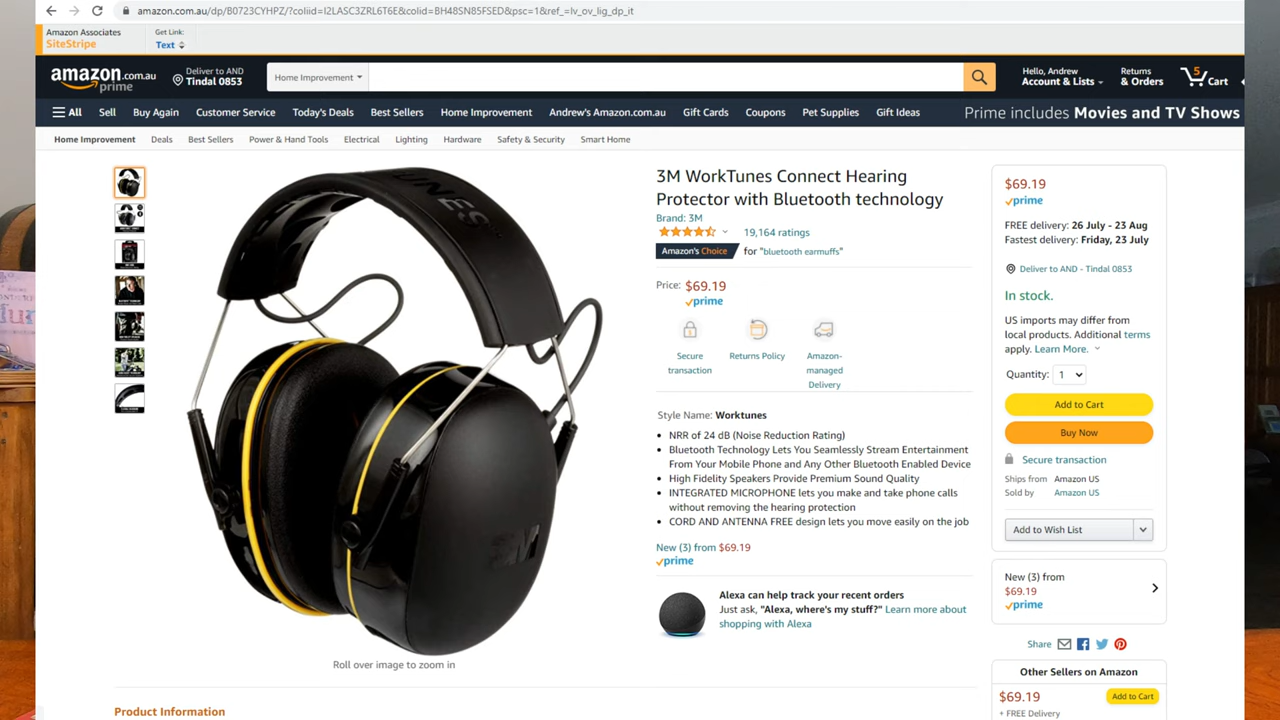 amazon.com.au/dp/B0723CYHPZ/?coliid=I2LASC3ZRL6T6E&colid=BH48SN85FSED&psc=1&ref_=lv_ov_lig_dp_it
Amazon Associates
SiteStripe
Get Link:
Text
amazon.com.au
prime
Deliver to AND
Tindal 0853
Home Improvement
Hello, Andrew
Account & Lists
Returns
& Orders
5
Cart
All
Sell
Buy Again
Customer Service
Today's Deals
Best Sellers
Home Improvement
Andrew's Amazon.com.au
Gift Cards
Coupons
Pet Supplies
Gift Ideas
Prime includes Movies and TV Shows
Home Improvement
Deals
Best Sellers
Power & Hand Tools
Electrical
Lighting
Hardware
Safety & Security
Smart Home
UNES
3M
Roll over image to zoom in
3M WorkTunes Connect Hearing
Protector with Bluetooth technology
Brand: 3M
19,164 ratings
Amazon's Choice for "bluetooth earmuffs"
Price: $69.19
prime
Secure
transaction
Returns Policy
Amazon-
managed
Delivery
Style Name: Worktunes
NRR of 24 dB (Noise Reduction Rating)
Bluetooth Technology Lets You Seamlessly Stream Entertainment
From Your Mobile Phone and Any Other Bluetooth Enabled Device
High Fidelity Speakers Provide Premium Sound Quality
INTEGRATED MICROPHONE lets you make and take phone calls
without removing the hearing protection
CORD AND ANTENNA FREE design lets you move easily on the job
New (3) from $69.19
prime
Alexa can help track your recent orders
Just ask, "Alexa, where's my stuff?" Learn more about
shopping with Alexa
$69.19
prime
FREE delivery: 26 July - 23 Aug
Fastest delivery: Friday, 23 July
Deliver to AND - Tindal 0853
In stock.
US imports may differ from
local products. Additional terms
apply. Learn More.
Quantity: 1
Add to Cart
Buy Now
Secure transaction
Ships from Amazon US
Sold by Amazon US
Add to Wish List
New (3) from
$69.19
prime
Share
Other Sellers on Amazon
$69.19
Add to Cart
+ FREE Delivery
Product Information